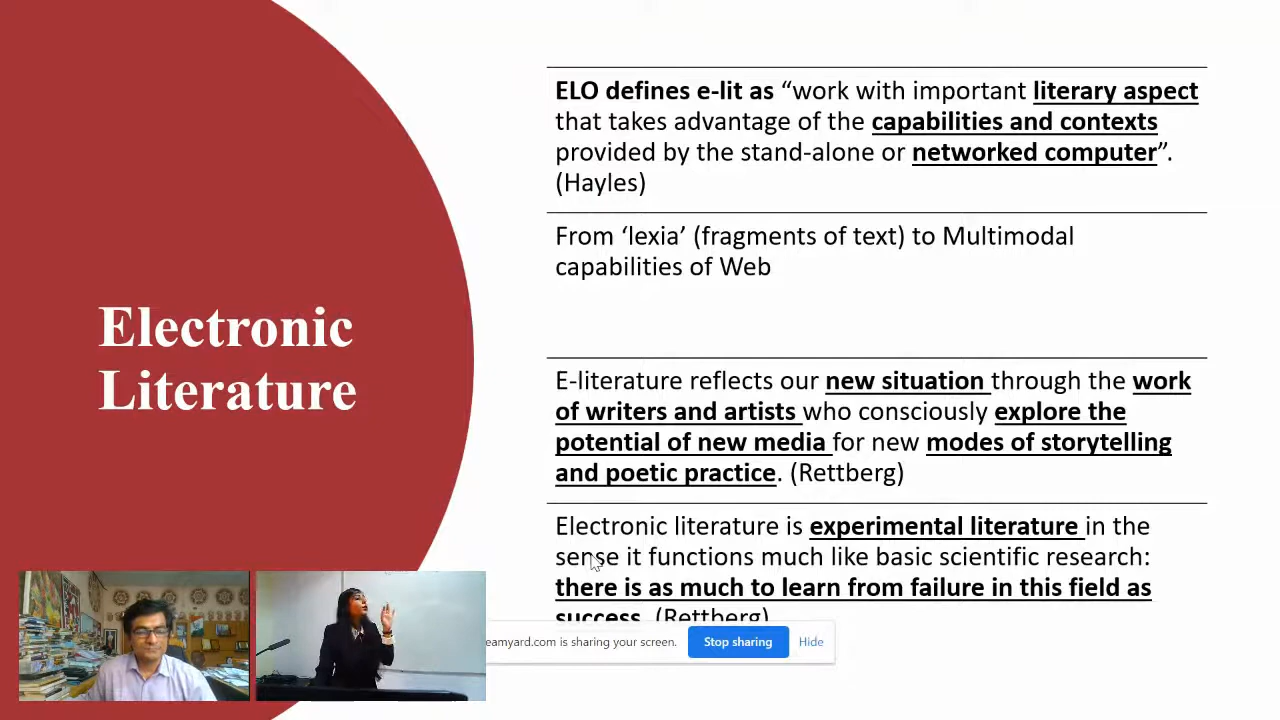 Electronic
Literature
ELO defines e-lit as “work with important literary aspect
that takes advantage of the capabilities and contexts
provided by the stand-alone or networked computer”.
(Hayles)
From ‘lexia’ (fragments of text) to Multimodal
capabilities of Web
E-literature reflects our new situation through the work
of writers and artists who consciously explore the
potential of new media for new modes of storytelling
and poetic practice. (Rettberg)
Electronic literature is experimental literature in the
sense it functions much like basic scientific research:
there is as much to learn from failure in this field as
success. (Rettberg)
eamyard.com is sharing your screen. Stop sharing Hide